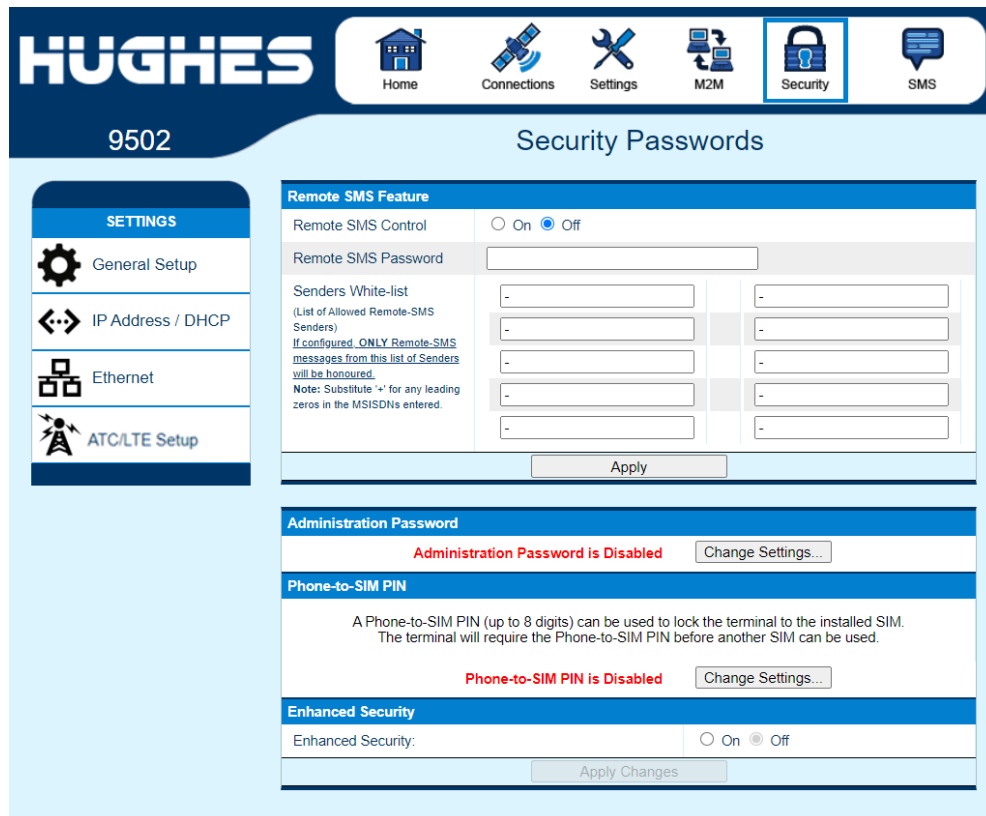 HUGHES
Home
Connections
Settings
M2M
Security
SMS
9502
Security Passwords
SETTINGS
General Setup
IP Address / DHCP
Ethernet
ATC/LTE Setup
Remote SMS Feature
Remote SMS Control On Off
Remote SMS Password
Senders White-list
(List of Allowed Remote-SMS
Senders)
If configured, ONLY Remote-SMS
messages from this list of Senders
will be honoured.
Note: Substitute '+' for any leading
zeros in the MSISDNs entered.
- -
- -
- -
- -
- -
Apply
Administration Password
Administration Password is Disabled Change Settings...
Phone-to-SIM PIN
A Phone-to-SIM PIN (up to 8 digits) can be used to lock the terminal to the installed SIM.
The terminal will require the Phone-to-SIM PIN before another SIM can be used.
Phone-to-SIM PIN is Disabled Change Settings...
Enhanced Security
Enhanced Security: On Off
Apply Changes